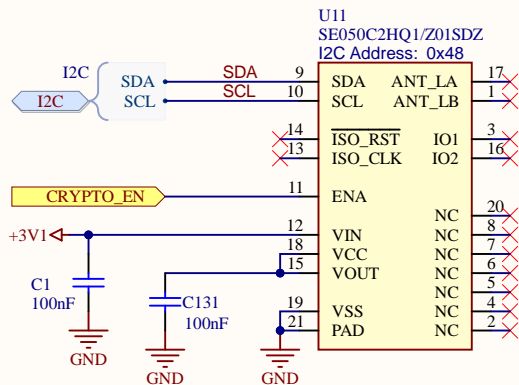 U11
SE050C2HQ1/Z01SDZ
I2C Address: 0x48
I2C
I2C
SDA
SCL
SDA
SCL
9
10
SDA
SCL
ANT_LA
ANT_LB
17
1
14
13
ISO_RST
ISO_CLK
IO1
IO2
3
16
CRYPTO_EN
11
ENA
+3V1
12
18
15
VIN
VCC
VOUT
NC
NC
NC
NC
NC
NC
NC
20
8
7
6
5
4
2
C1
100nF
C131
100nF
19
21
VSS
PAD
GND
GND
GND